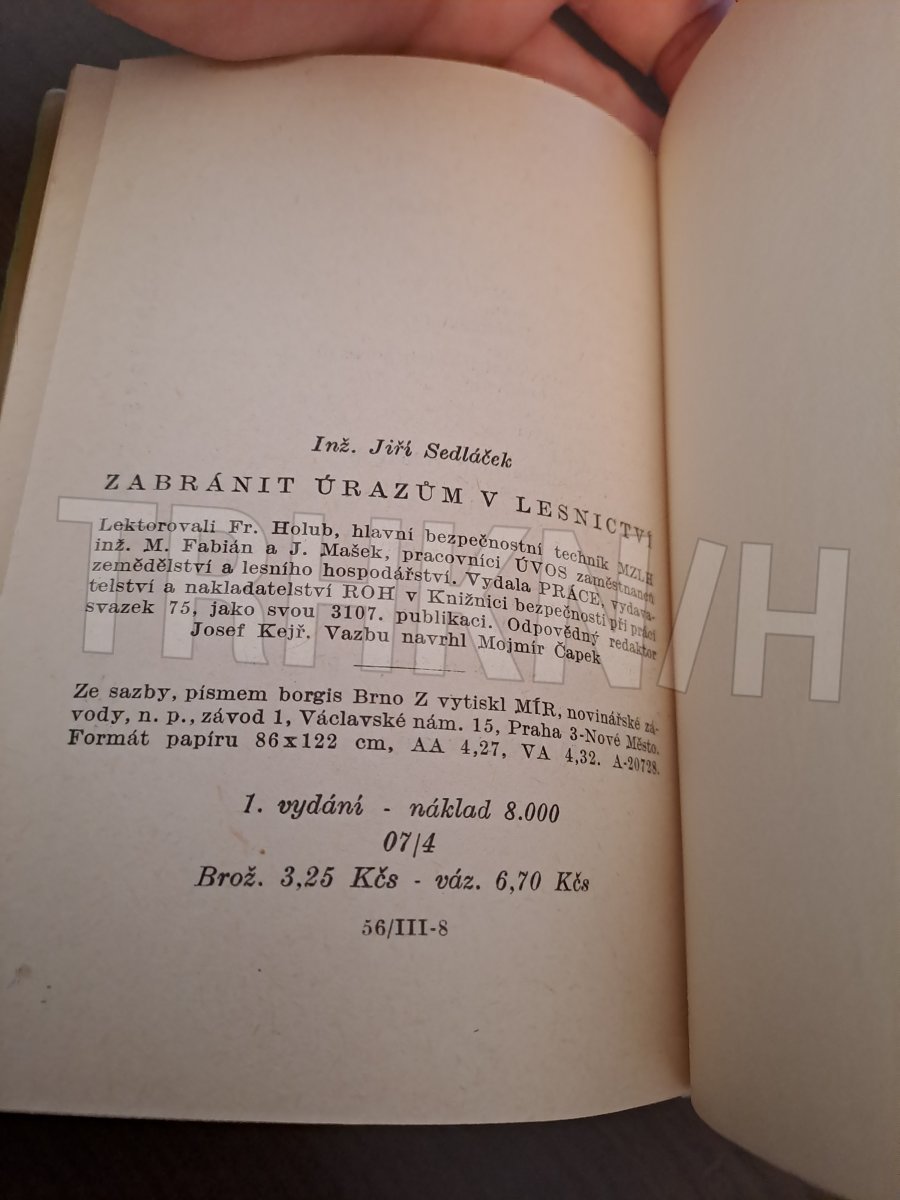 Inž. Jiří Sedláček
ZABRÁNIT ÚRAZŮM V LESNICTVÍ
Lektorovali Fr. Holub, hlavní bezpečnostní technik MZLH
inž. M. Fabián a J. Mašek, pracovníci ÚVOS zaměstnanců
zemědělství a lesního hospodářství. Vydala PRÁCE, vydava-
telství a nakladatelství ROH v Knižnici bezpečnosti při práci
svazek 75, jako svou 3107. publikaci. Odpovědný redaktor
Josef Kejř. Vazbu navrhl Mojmír Čapek
Ze sazby, písmem borgis Brno Z vytiskl MÍR, novinářské zá-
vody, n. p., závod 1, Václavské nám. 15, Praha 3-Nové Město.
Formát papíru 86x122 cm, AA 4,27, VA 4,32. A-20728.
1. vydání - náklad 8.000
07/4
Brož. 3,25 Kčs - váz. 6,70 Kčs
56/III-8
TRHKNIH